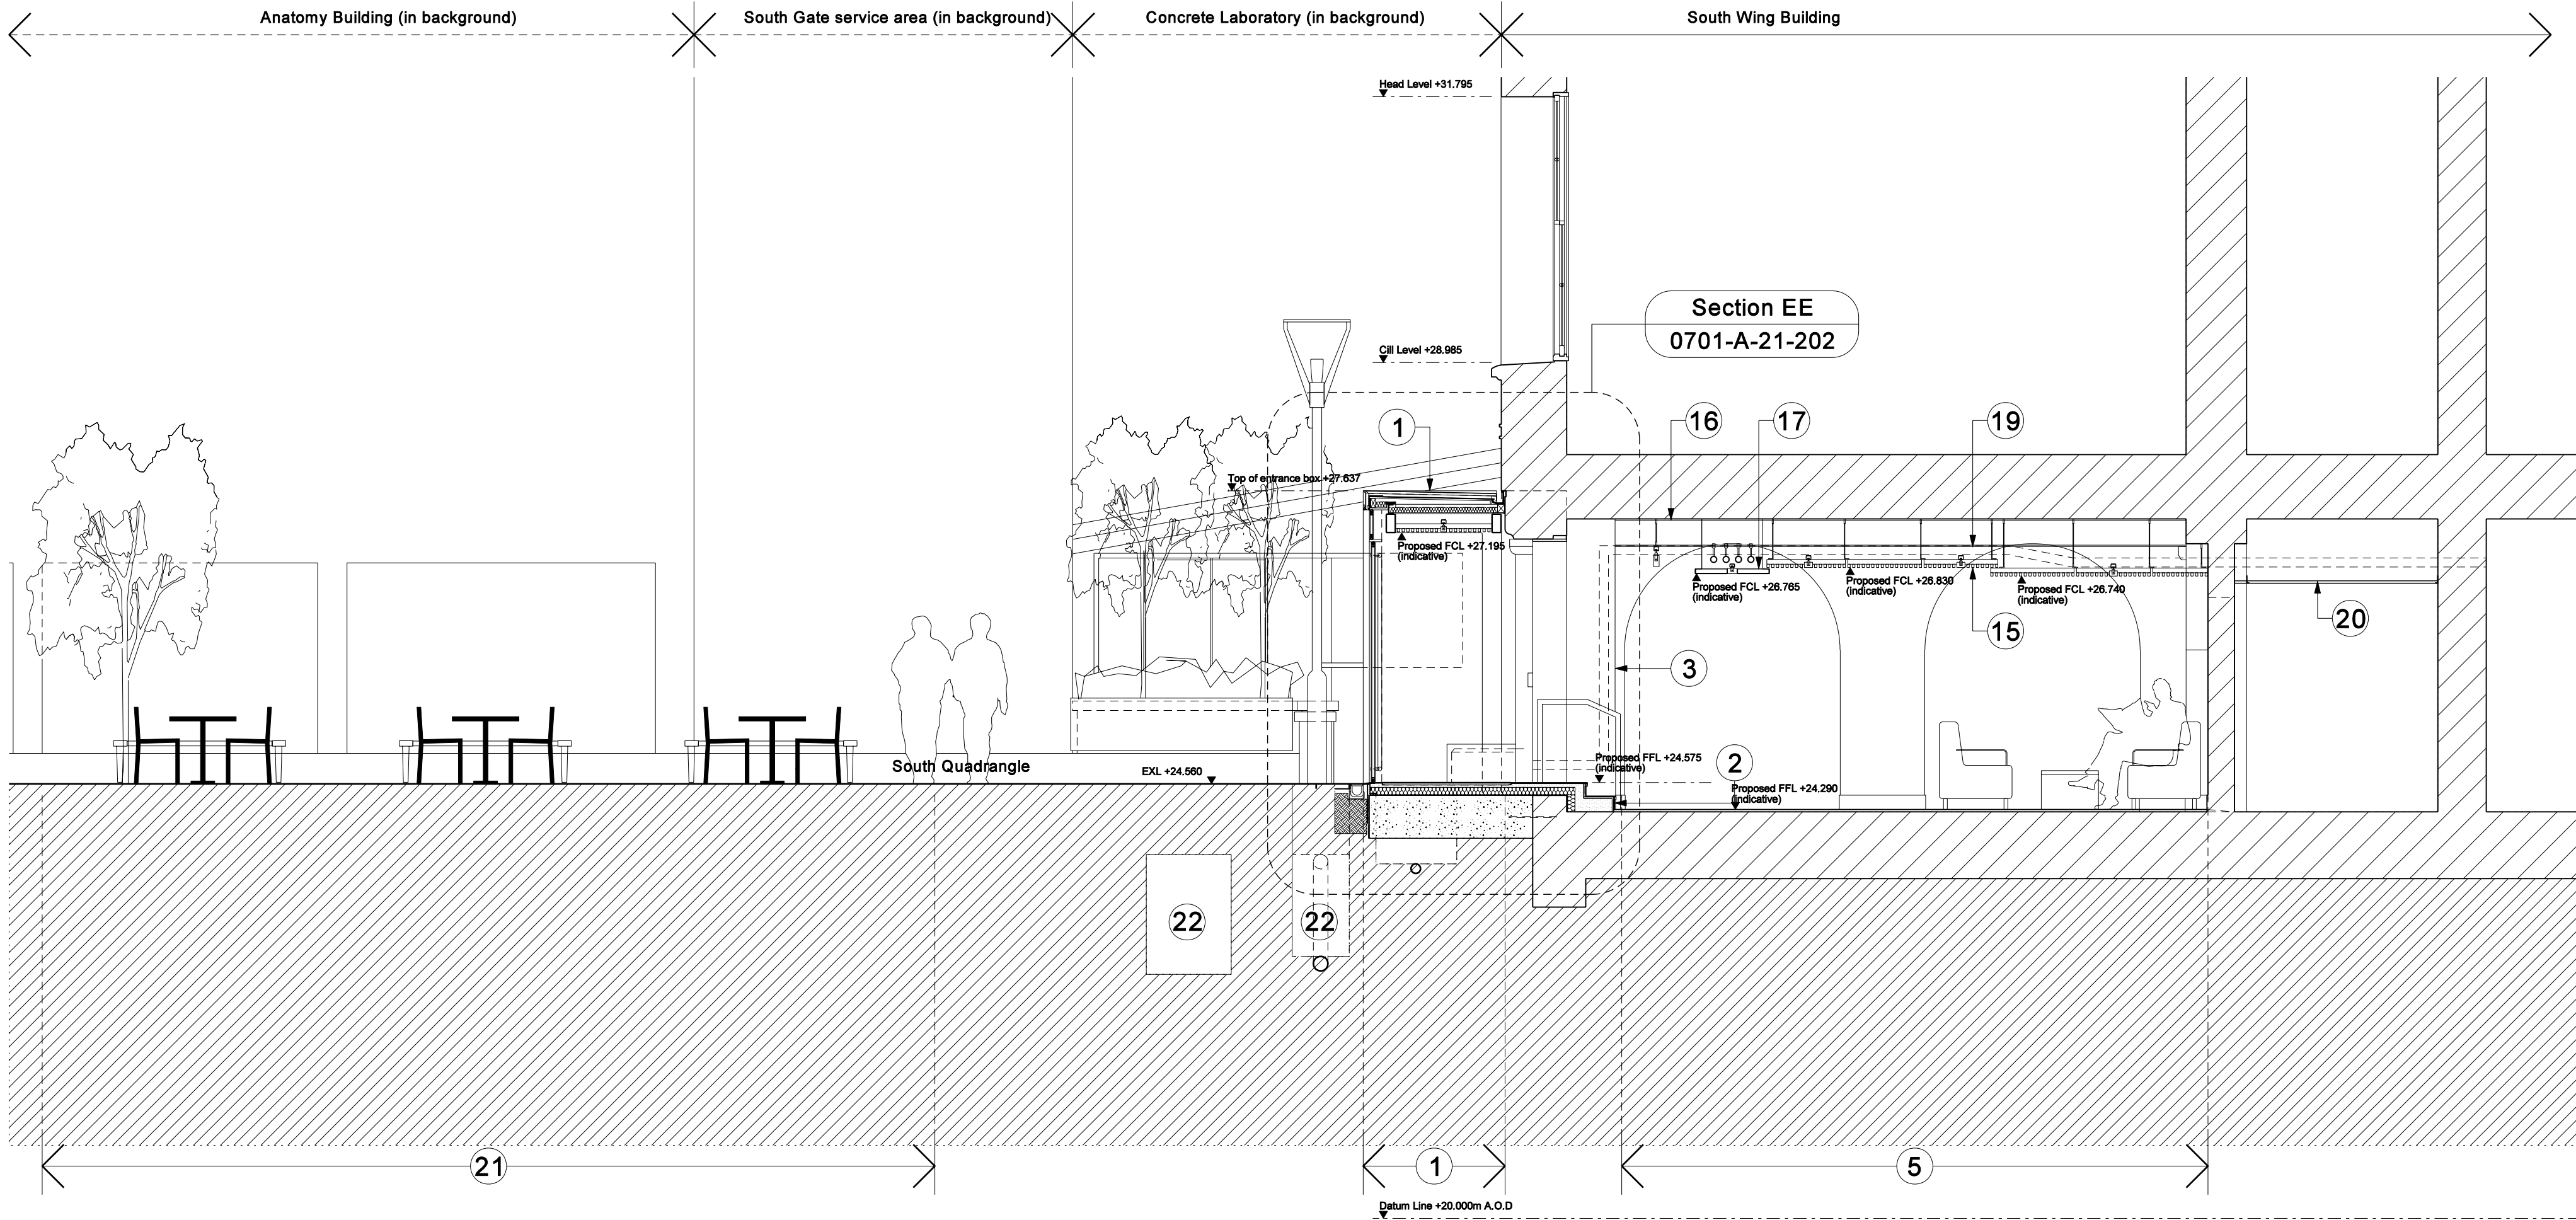 Anatomy Building (in background)
South Gate service area (in background)
Concrete Laboratory (in background)
South Wing Building
Head Level +31.795
Section EE
0701-A-21-202
Cill Level +28.985
1
16
17
19
Top of entrance box +27.637
Proposed FCL +27.195
(indicative)
Proposed FCL +26.765
(indicative)
Proposed FCL +26.830
(indicative)
Proposed FCL +26.740
(indicative)
20
15
3
South Quadrangle
EXL +24.560
Proposed FFL +24.575
(indicative)
2
Proposed FFL +24.290
(indicative)
22
22
21
1
5
Datum Line +20.000m A.O.D